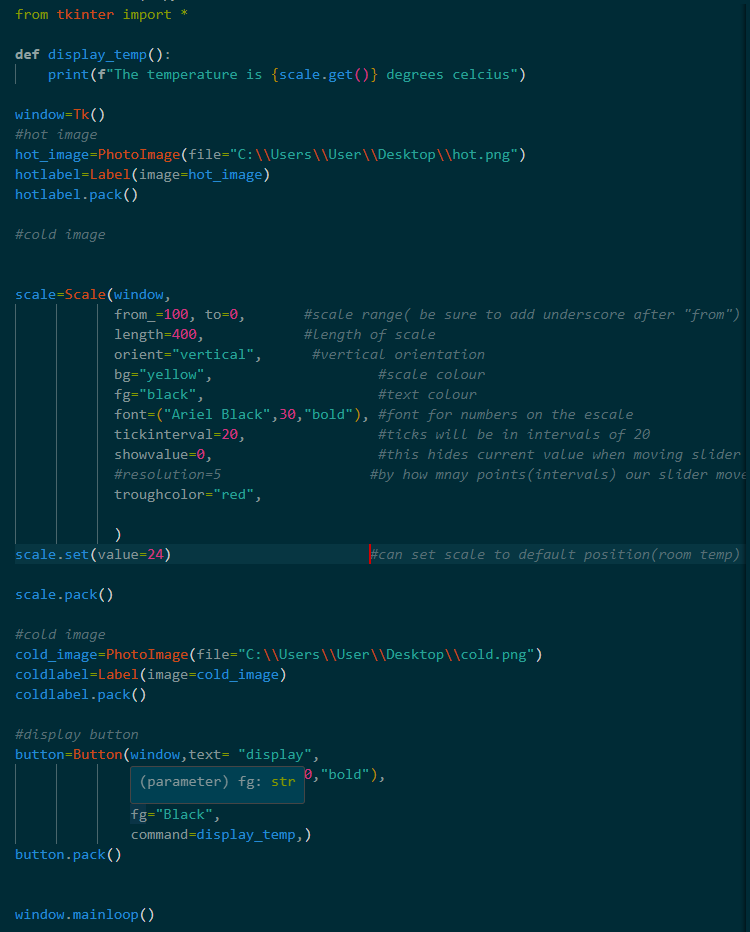 from tkinter import *
def display_temp():
print(f"The temperature is {scale.get()} degrees celcius")
window=Tk()
#hot image
hot_image=PhotoImage(file="C:\\Users\\User\\Desktop\\hot.png")
hotlabel=Label(image=hot_image)
hotlabel.pack()
#cold image
scale=Scale(window,
from_=100, to=0, #scale range( be sure to add underscore after "from")
length=400, #length of scale
orient="vertical", #vertical orientation
bg="yellow", #scale colour
fg="black", #text colour
font=("Ariel Black",30,"bold"), #font for numbers on the escale
tickinterval=20, #ticks will be in intervals of 20
showvalue=0, #this hides current value when moving slider
#resolution=5 #by how mnay points(intervals) our slider move
troughcolor="red",
)
scale.set(value=24) #can set scale to default position(room temp)
scale.pack()
#cold image
cold_image=PhotoImage(file="C:\\Users\\User\\Desktop\\cold.png")
coldlabel=Label(image=cold_image)
coldlabel.pack()
#display button
button=Button(window,text= "display",
(parameter) fg: str 0,"bold"),
fg="Black",
command=display_temp,)
button.pack()
window.mainloop()